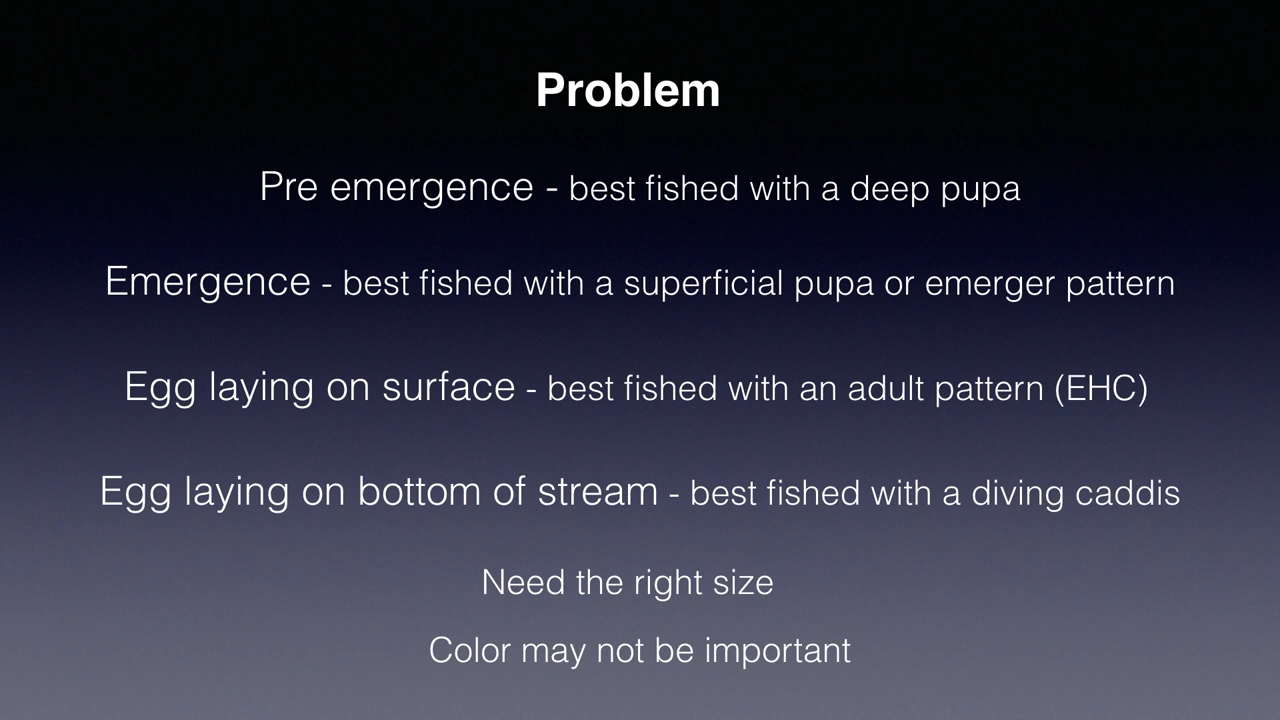 Problem
Pre emergence - best fished with a deep pupa
Emergence - best fished with a superficial pupa or emerger pattern
Egg laying on surface - best fished with an adult pattern (EHC)
Egg laying on bottom of stream - best fished with a diving caddis
Need the right size
Color may not be important